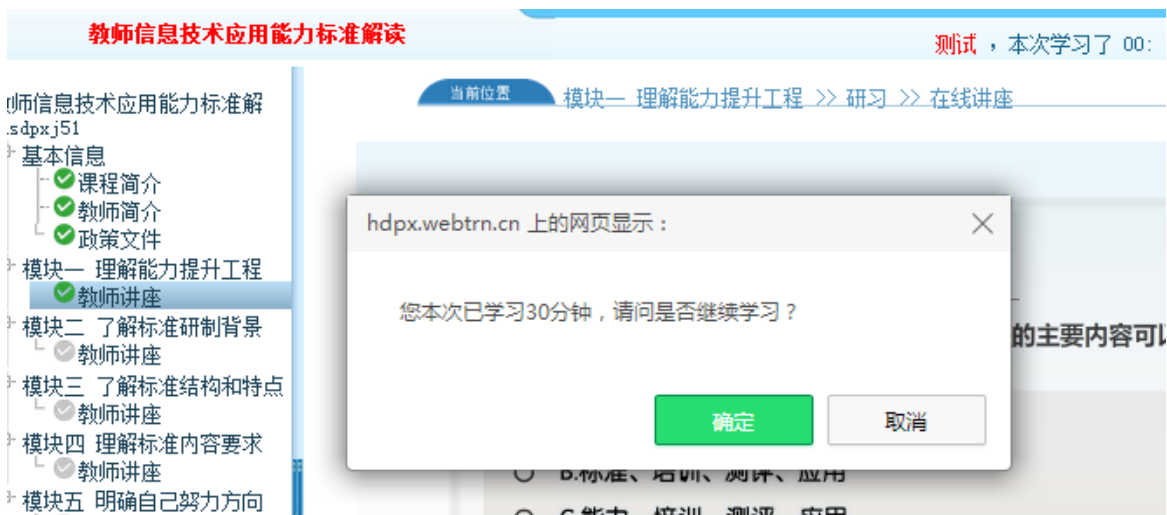 教师信息技术应用能力标准解读
测试 ，本次学习了 00:
师信息技术应用能力标准解
.sdpxj51
当前位置 模块一 理解能力提升工程 >> 研习 >> 在线讲座
基本信息
课程简介
教师简介
政策文件
模块一 理解能力提升工程
教师讲座
模块二 了解标准研制背景
教师讲座
模块三 了解标准结构和特点
教师讲座
模块四 理解标准内容要求
教师讲座
模块五 明确自己努力方向
hdpx.webtrn.cn 上的网页显示：
您本次已学习30分钟，请问是否继续学习？
确定 取消
的主要内容可以
B.标准、培训、测评、应用
C.能力、培训、测评、应用